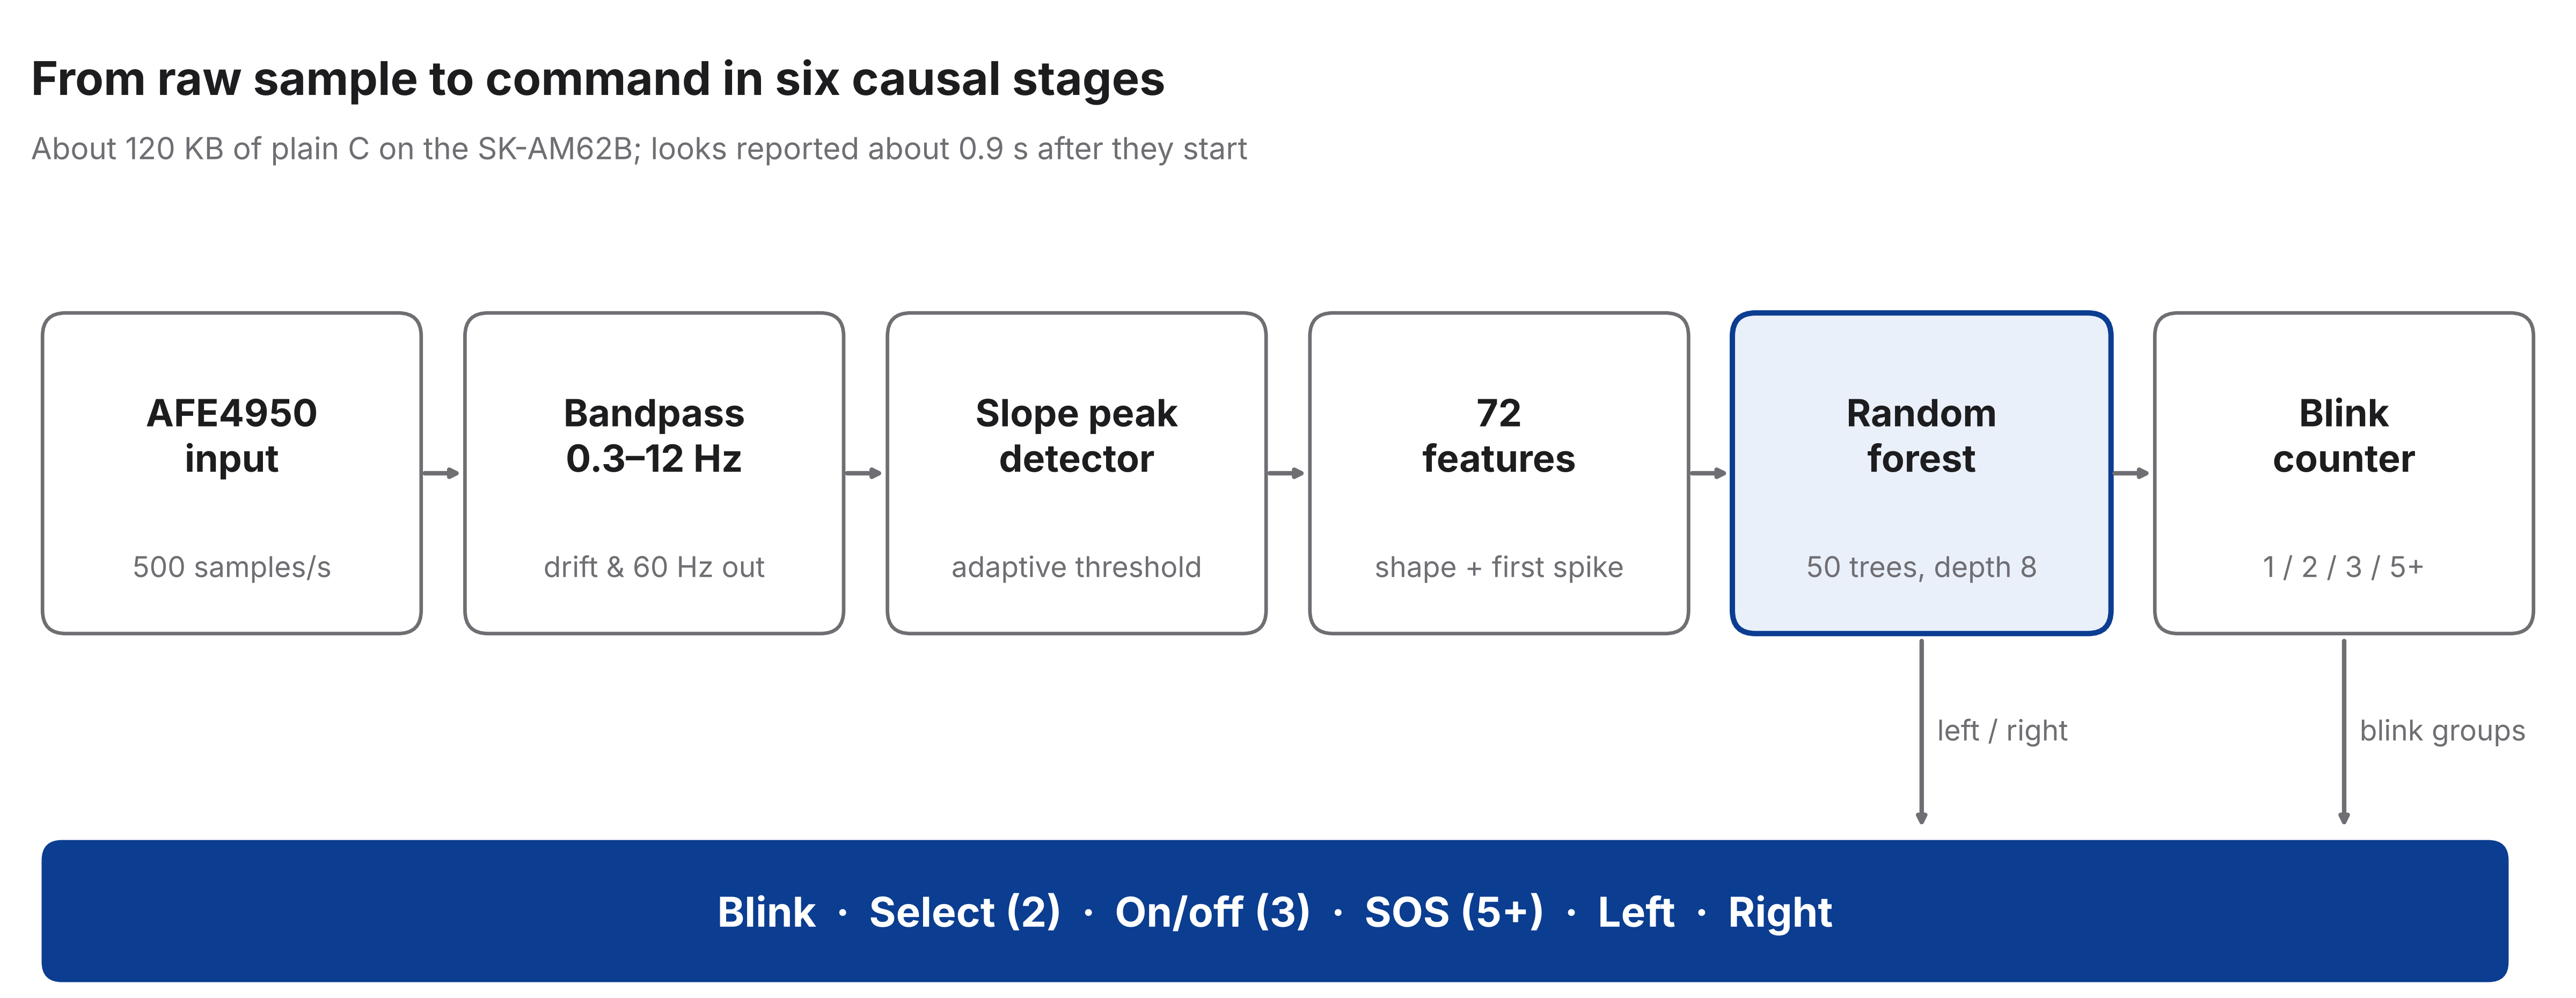 From raw sample to command in six causal stages
About 120 KB of plain C on the SK-AM62B; looks reported about 0.9 s after they start
AFE4950
input
500 samples/s
Bandpass
0.3–12 Hz
drift & 60 Hz out
Slope peak
detector
adaptive threshold
72
features
shape + first spike
Random
forest
50 trees, depth 8
Blink
counter
1 / 2 / 3 / 5+
left / right
blink groups
Blink · Select (2) · On/off (3) · SOS (5+) · Left · Right